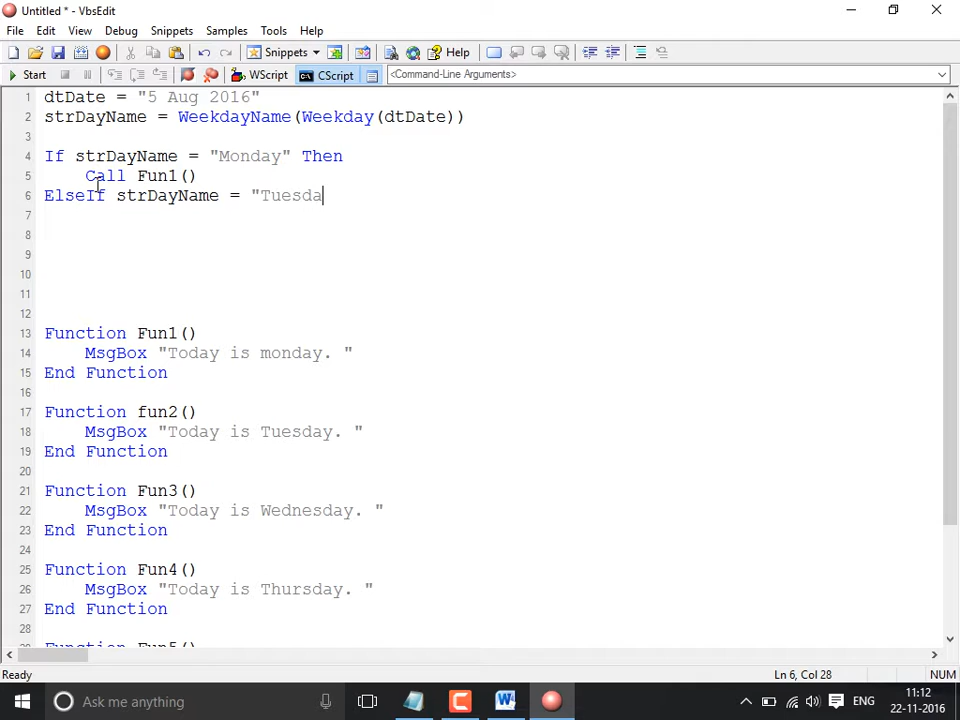 Untitled * - VbsEdit
File Edit View Debug Snippets Samples Tools Help
Snippets Help
Start WScript CScript <Command-Line Arguments>
1 dtDate = "5 Aug 2016"
2 strDayName = WeekdayName(Weekday(dtDate))
3
4 If strDayName = "Monday" Then
5 Call Fun1()
6 ElseIf strDayName = "Tuesda
7
8
9
10
11
12
13 Function Fun1()
14 MsgBox "Today is monday. "
15 End Function
16
17 Function fun2()
18 MsgBox "Today is Tuesday. "
19 End Function
20
21 Function Fun3()
22 MsgBox "Today is Wednesday. "
23 End Function
24
25 Function Fun4()
26 MsgBox "Today is Thursday. "
27 End Function
28
29 Function Fun5()
Ready Ln 6, Col 28 NUM
Ask me anything ENG 11:12
22-11-2016